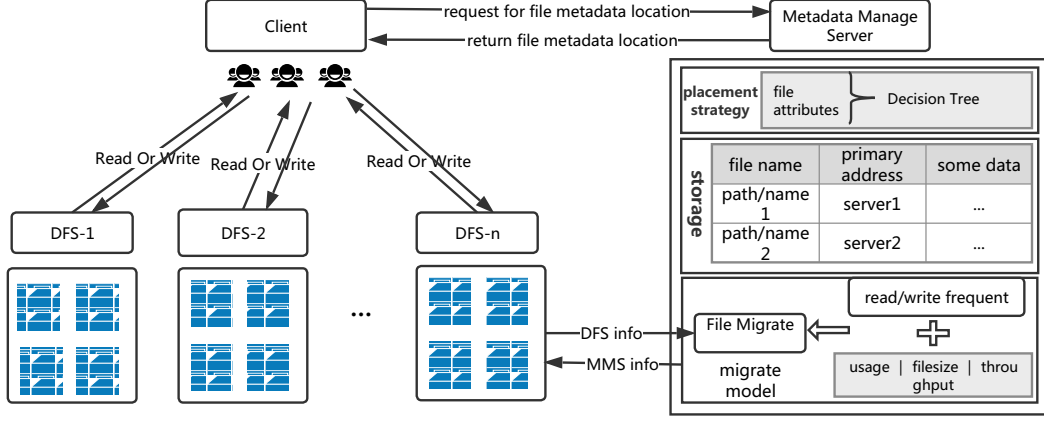 request for file metadata location
Client
Metadata Manage
Server
return file metadata location
placement
strategy
file
attributes
Decision Tree
Read Or Write
Read Or Write
Read Or Write
storage
file name
primary
address
some data
path/name
1
server1
...
path/name
2
server2
...
DFS-1
DFS-2
DFS-n
...
read/write frequent
File Migrate
DFS info
MMS info
migrate
model
usage | filesize | throu
ghput